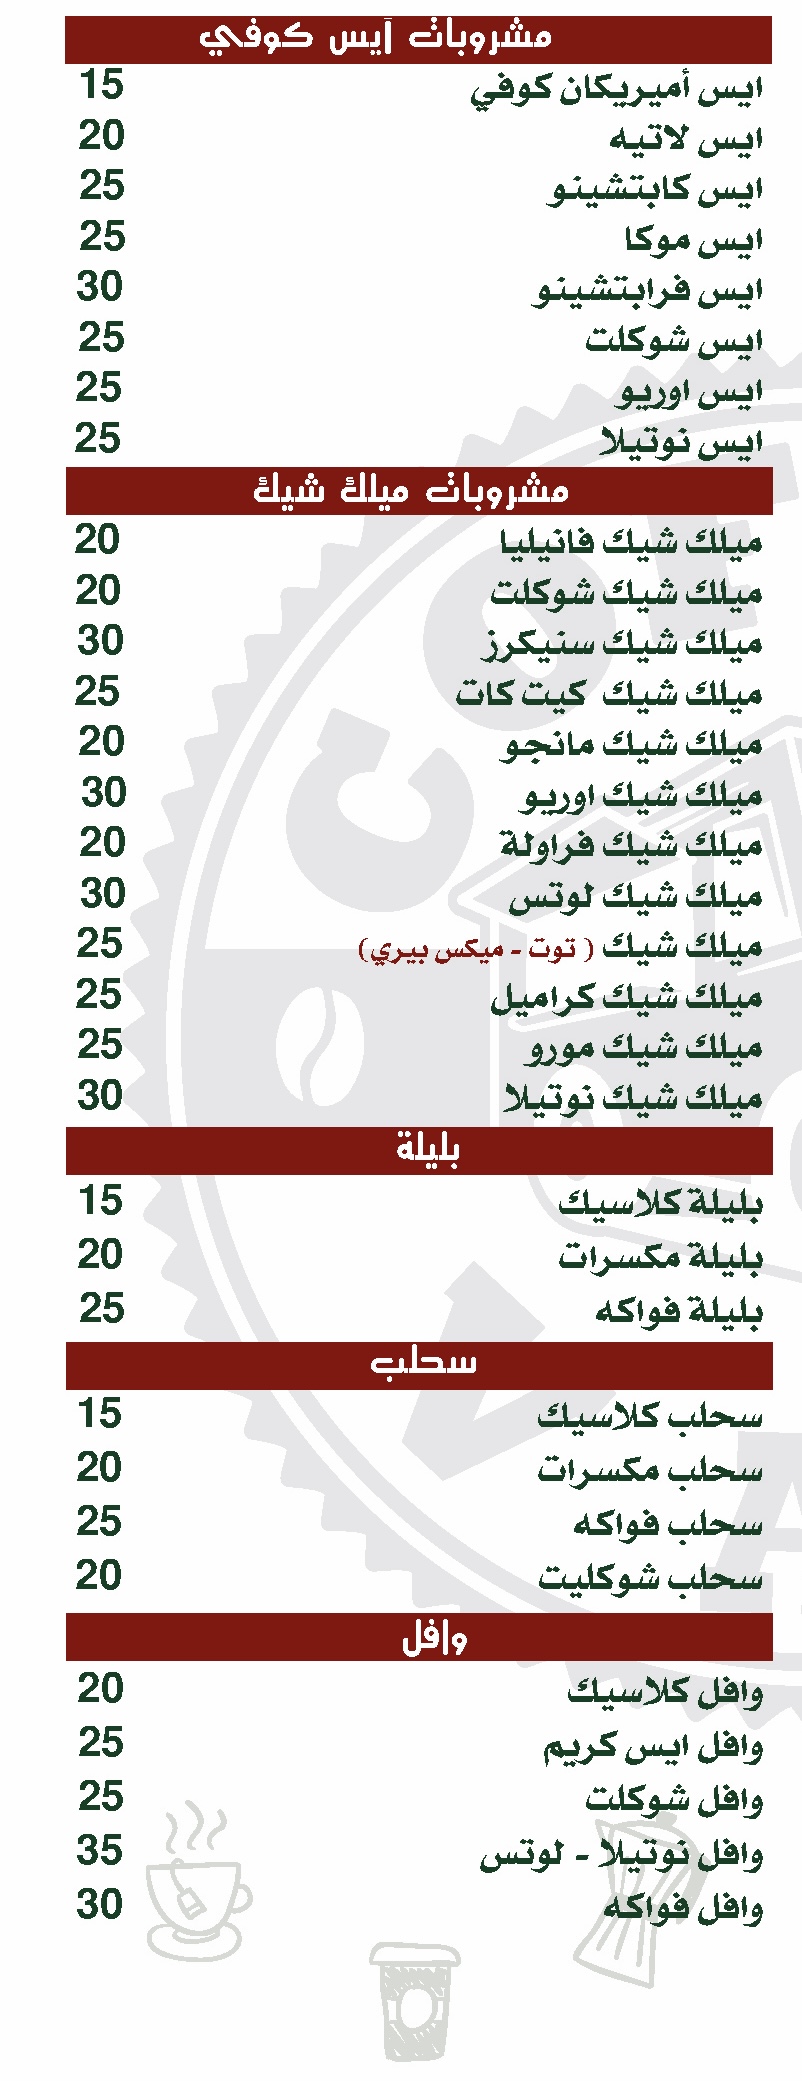 مشروبات آيس كوفي
ايس أميريكان كوفي 15
ايس لاتيه 20
ايس كابتشينو 25
ايس موكا 25
ايس فرابتشينو 30
ايس شوكلت 25
ايس اوريو 25
ايس نوتيلا 25
مشروبات ميلك شيك
ميلك شيك فانيليا 20
ميلك شيك شوكلت 20
ميلك شيك سنيكرز 30
ميلك شيك كيت كات 25
ميلك شيك مانجو 20
ميلك شيك اوريو 30
ميلك شيك فراولة 20
ميلك شيك لوتس 30
ميلك شيك ( توت - ميكس بيري) 25
ميلك شيك كراميل 25
ميلك شيك مورو 25
ميلك شيك نوتيلا 30
بليلة
بليلة كلاسيك 15
بليلة مكسرات 20
بليلة فواكه 25
سحلب
سحلب كلاسيك 15
سحلب مكسرات 20
سحلب فواكه 25
سحلب شوكليت 20
وافل
وافل كلاسيك 20
وافل ايس كريم 25
وافل شوكلت 25
وافل نوتيلا - لوتس 35
وافل فواكه 30